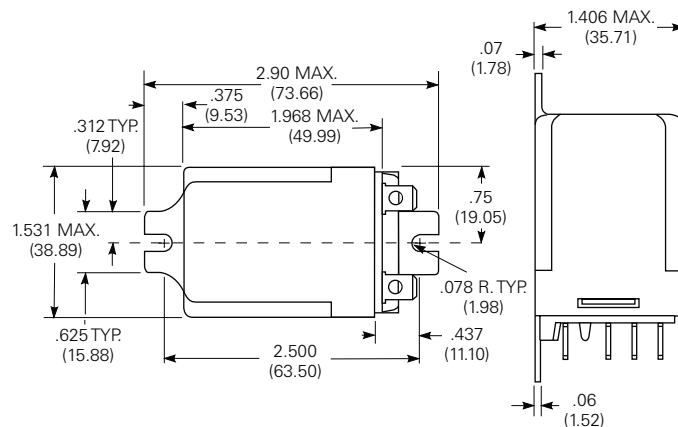 1.406 MAX.
(35.71)
.07
(1.78)
2.90 MAX.
(73.66)
.375
(9.53)
1.968 MAX.
(49.99)
.312 TYP.
(7.92)
.75
(19.05)
1.531 MAX.
(38.89)
.078 R. TYP.
(1.98)
.625 TYP.
(15.88)
.437
(11.10)
2.500
(63.50)
.06
(1.52)